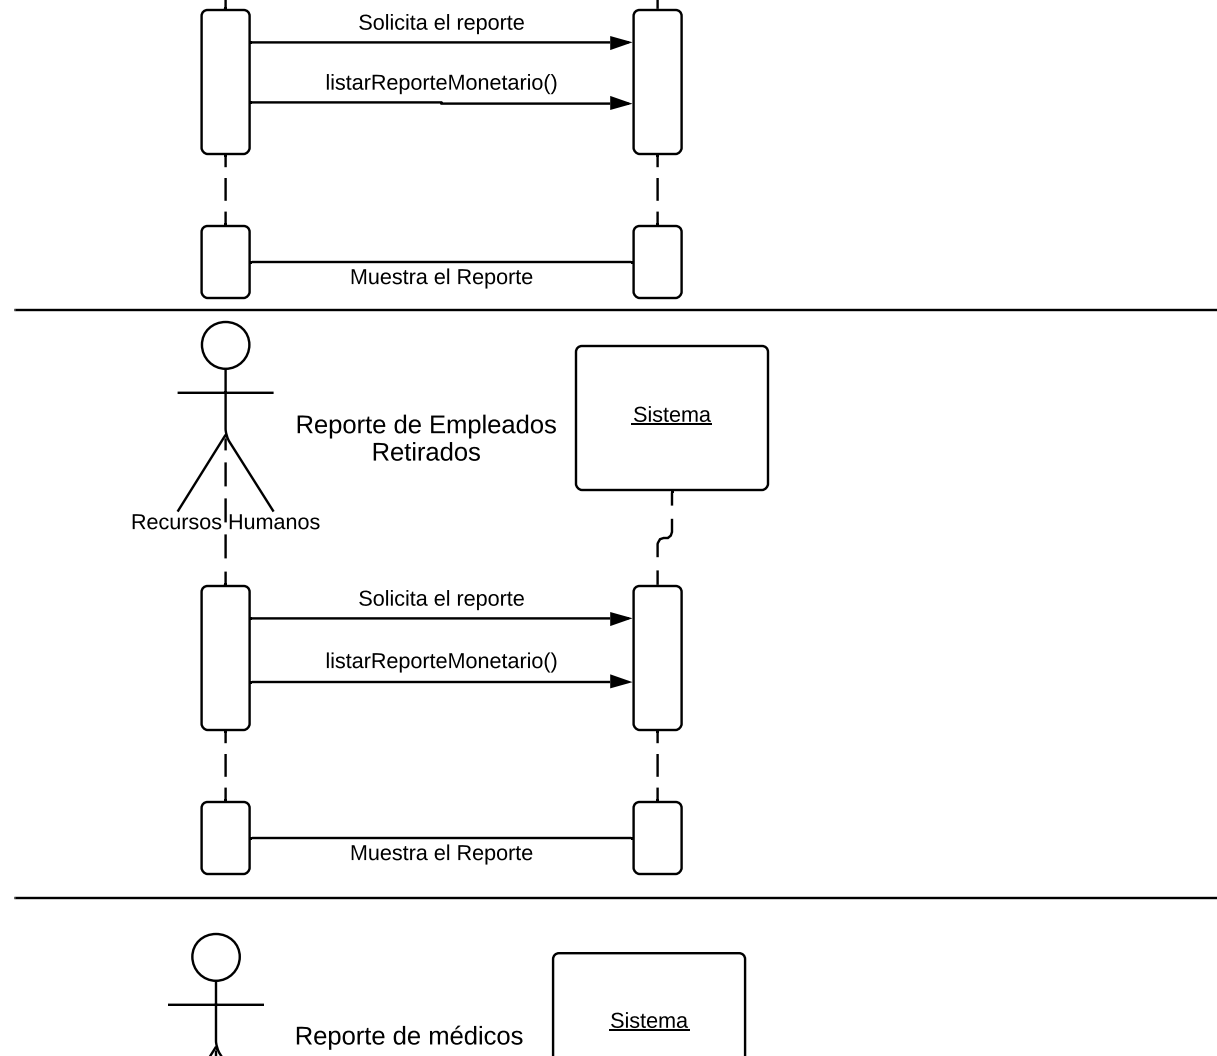 Solicita el reporte
listarReporteMonetario()
Muestra el Reporte
Reporte de Empleados
Retirados
Sistema
Recursos Humanos
Solicita el reporte
listarReporteMonetario()
Muestra el Reporte
Reporte de médicos
Sistema